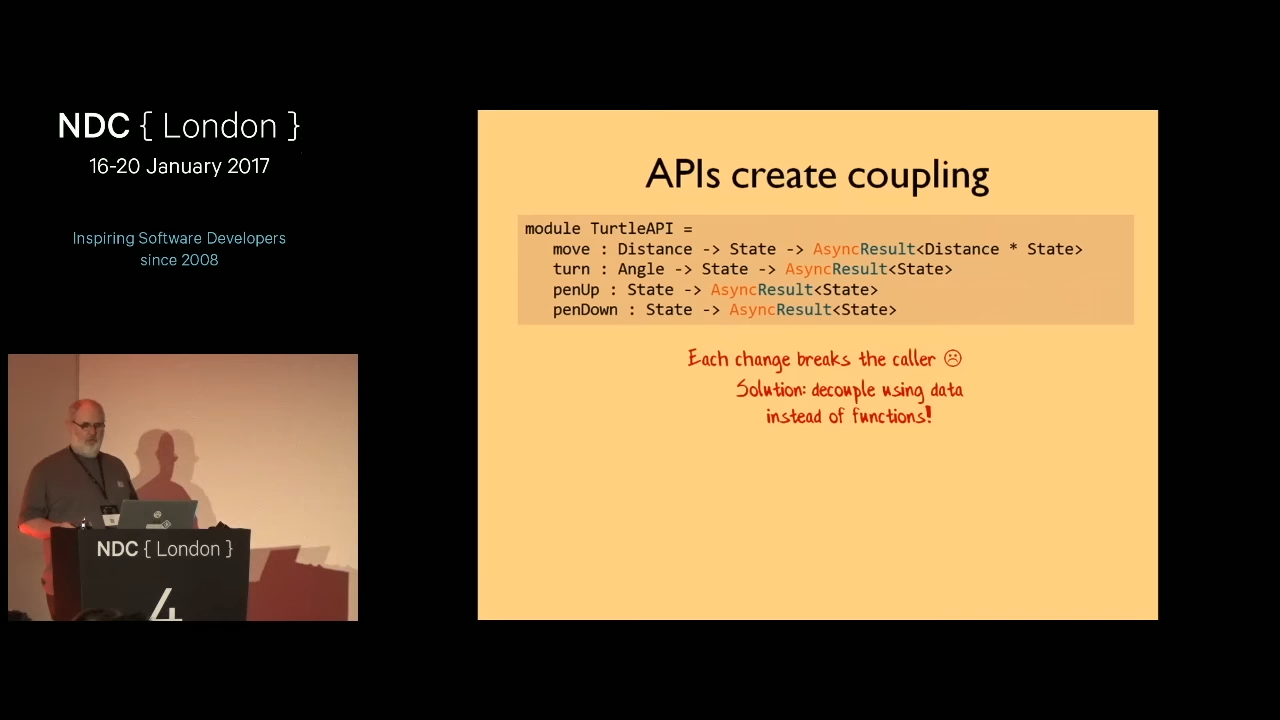 NDC { London }
16-20 January 2017
Inspiring Software Developers
since 2008
APIs create coupling
module TurtleAPI =
move : Distance -> State -> AsyncResult<Distance * State>
turn : Angle -> State -> AsyncResult<State>
penUp : State -> AsyncResult<State>
penDown : State -> AsyncResult<State>
Each change breaks the caller ☹
Solution: decouple using data
instead of functions!
NDC { London }
4